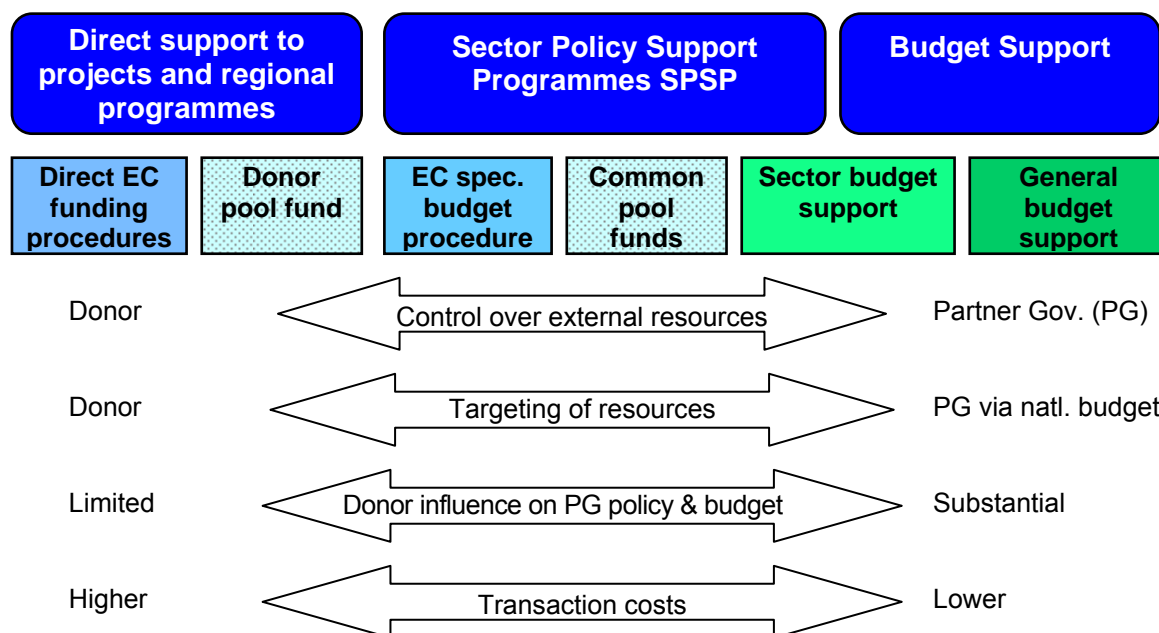 Direct support to
projects and regional
programmes
Sector Policy Support
Programmes SPSP
Budget Support
Direct EC
funding
procedures
Donor
pool fund
EC spec.
budget
procedure
Common
pool
funds
Sector budget
support
General
budget
support
Donor
Control over external resources
Partner Gov. (PG)
Donor
Targeting of resources
PG via natl. budget
Limited
Donor influence on PG policy & budget
Substantial
Higher
Transaction costs
Lower